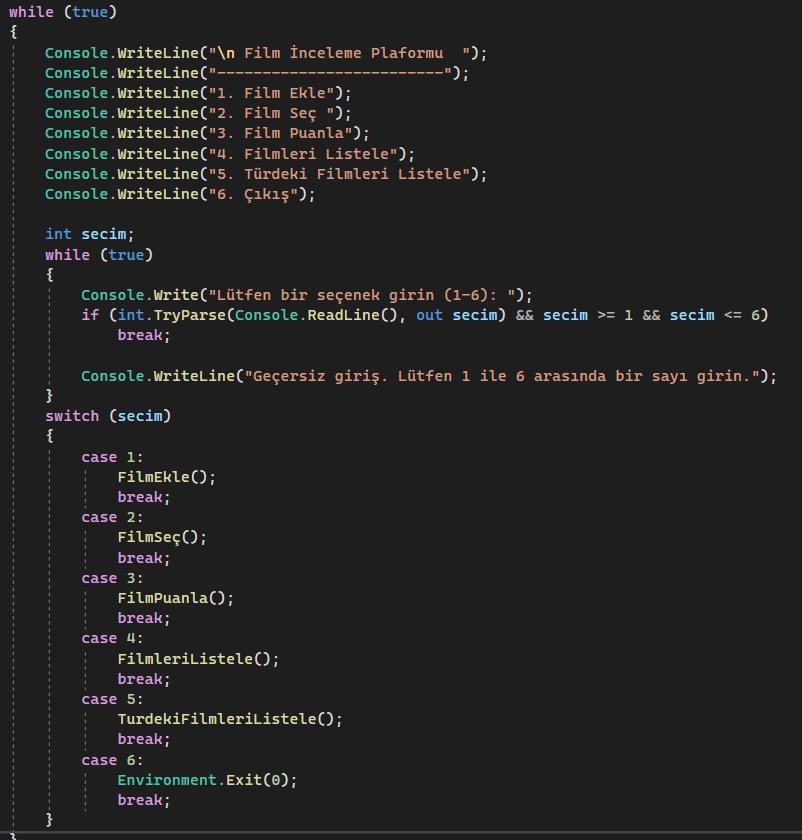 while (true)
{
Console.WriteLine("\n Film İnceleme Plaformu  ");
Console.WriteLine("-------------------------");
Console.WriteLine("1. Film Ekle");
Console.WriteLine("2. Film Seç ");
Console.WriteLine("3. Film Puanla");
Console.WriteLine("4. Filmleri Listele");
Console.WriteLine("5. Türdeki Filmleri Listele");
Console.WriteLine("6. Çıkış");
int secim;
while (true)
{
Console.Write("Lütfen bir seçenek girin (1-6): ");
if (int.TryParse(Console.ReadLine(), out secim) && secim >= 1 && secim <= 6)
break;
Console.WriteLine("Geçersiz giriş. Lütfen 1 ile 6 arasında bir sayı girin.");
}
switch (secim)
{
case 1:
FilmEkle();
break;
case 2:
FilmSeç();
break;
case 3:
FilmPuanla();
break;
case 4:
FilmleriListele();
break;
case 5:
TurdekiFilmleriListele();
break;
case 6:
Environment.Exit(0);
break;
}
}